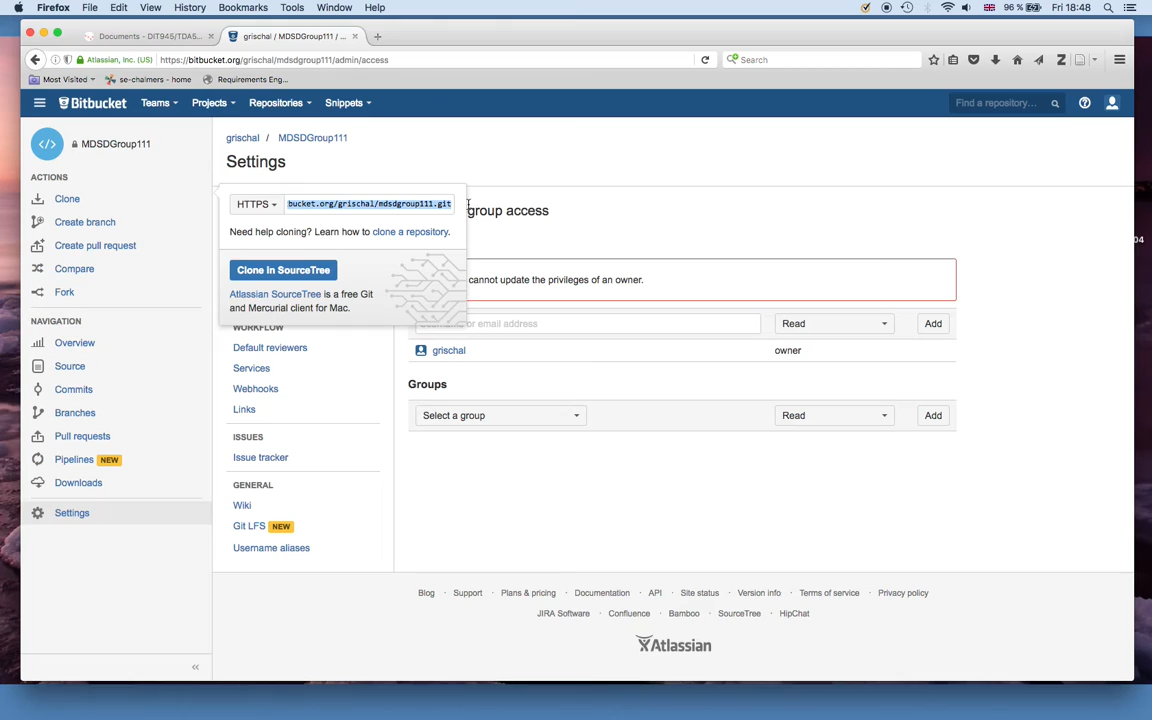 Firefox File Edit View History Bookmarks Tools Window Help 96 % Fri 18:48
Documents - DIT945/TDA5... grischal / MDSDGroup111 / ...
Atlassian, Inc. (US) https://bitbucket.org/grischal/mdsdgroup111/admin/access Search
Most Visited se-chalmers - home Requirements Eng...
Bitbucket Teams Projects Repositories Snippets Find a repository...
MDSDGroup111
grischal / MDSDGroup111
Settings
ACTIONS
Clone
Create branch
Create pull request
Compare
Fork
NAVIGATION
Overview
Source
Commits
Branches
Pull requests
Pipelines NEW
Downloads
Settings
HTTPS bucket.org/grischal/mdsdgroup111.git
Need help cloning? Learn how to clone a repository.
Clone in SourceTree
Atlassian SourceTree is a free Git
and Mercurial client for Mac.
group access
cannot update the privileges of an owner.
Username or email address Read Add
grischal owner
Groups
Select a group Read Add
WORKFLOW
Default reviewers
Services
Webhooks
Links
ISSUES
Issue tracker
GENERAL
Wiki
Git LFS NEW
Username aliases
Blog · Support · Plans & pricing · Documentation · API · Site status · Version info · Terms of service · Privacy policy
JIRA Software · Confluence · Bamboo · SourceTree · HipChat
Atlassian
04